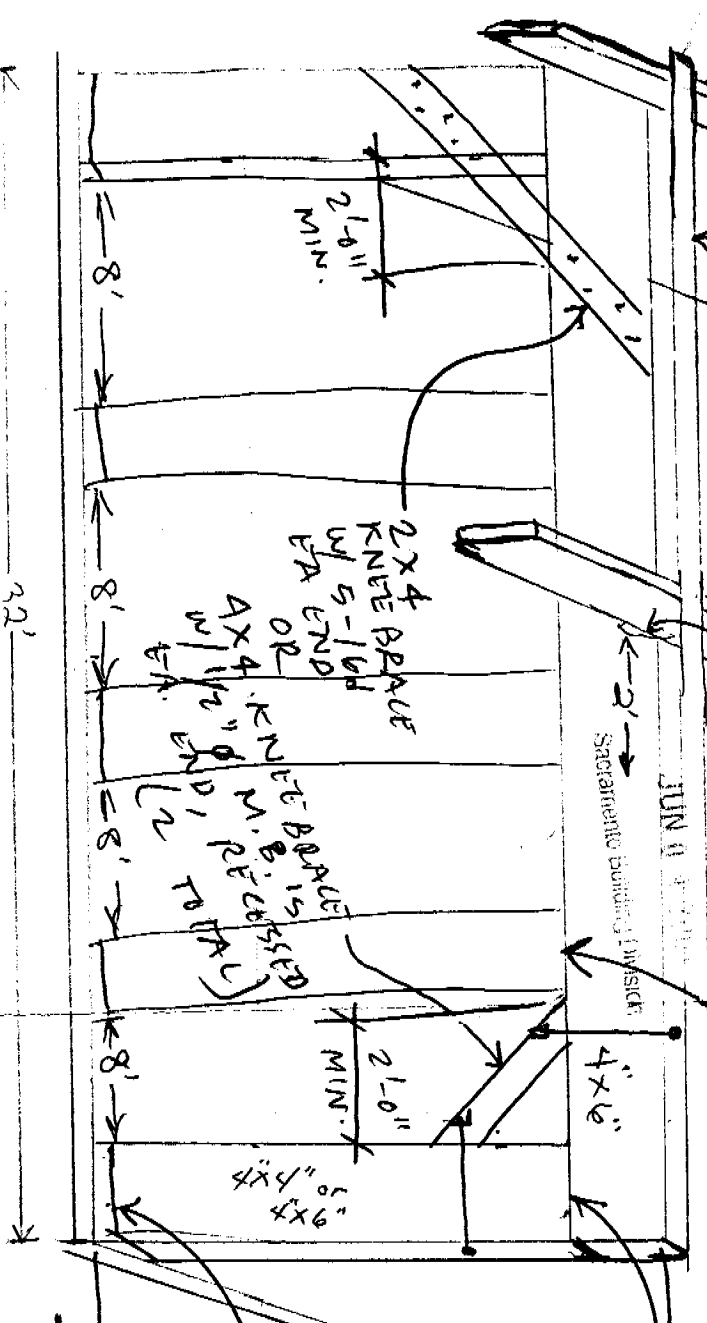 JUN
Sacramento Building Division
2'
4"x6"
2'-0"
MIN.
2X4
KNEE BRACE
W/ 5-16d
EA END
OR
4X4 KNEE BRACE
W/ 1/2" Ø M.B.'S
EA. END, RECESSED
(2 TOTAL)
2'-0"
MIN.
4"x4" or
4"x6"
8'
8'
8'
8'
32'